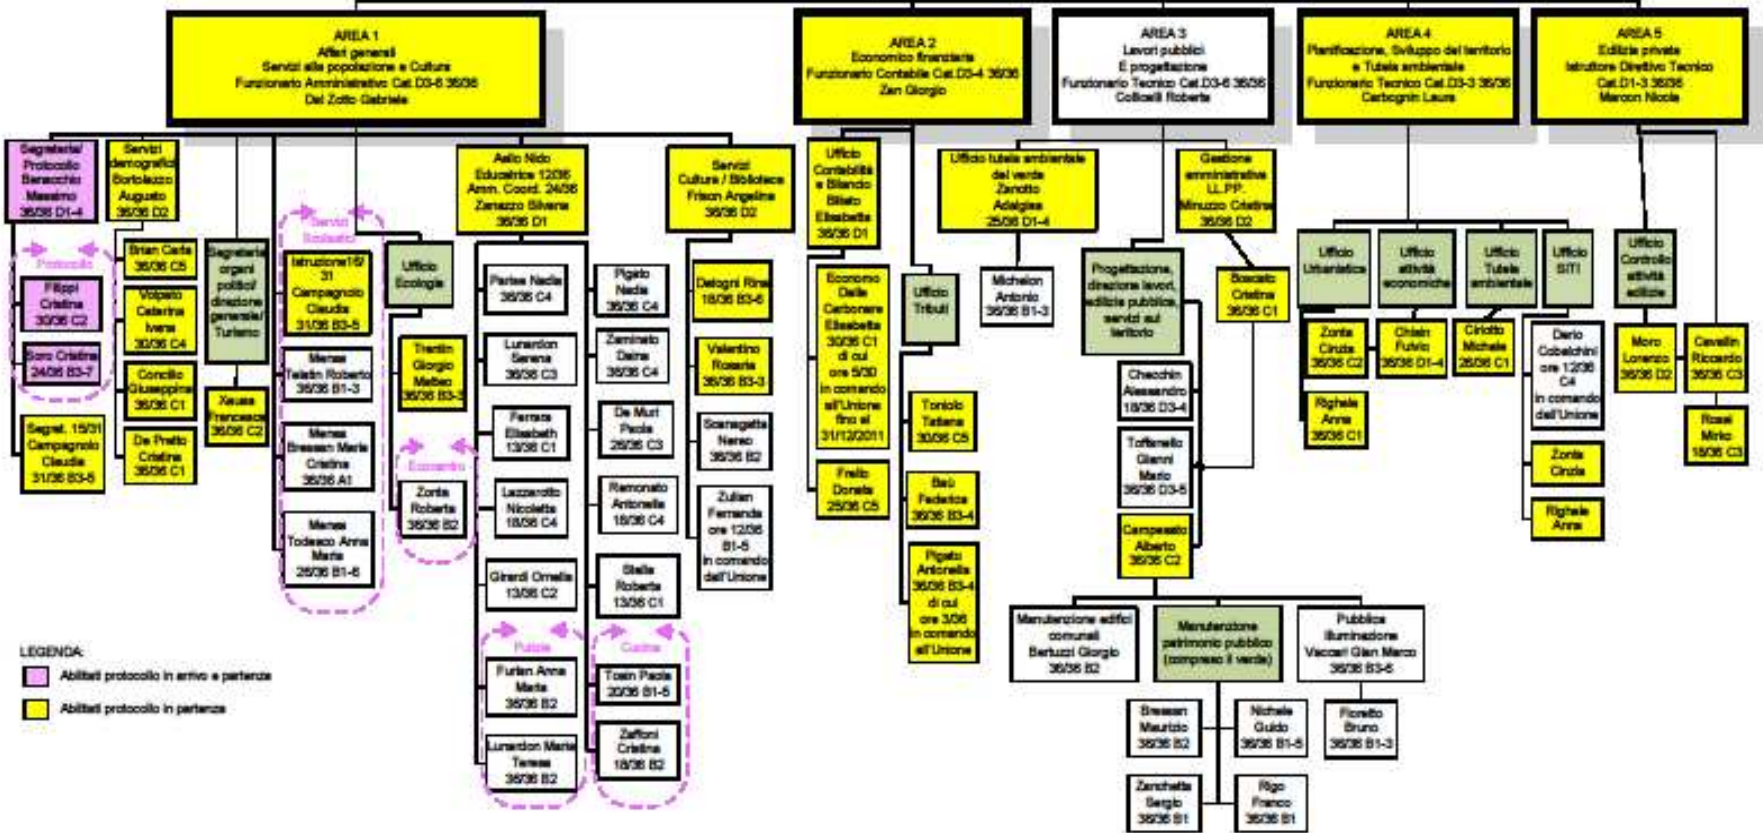 AREA 1
Affari generali
Servizi alla popolazione e Cultura
Funzionario Amministrativo Cat.D3-6 36/36
Dal Zotto Gabriele
AREA 2
Economico finanziaria
Funzionario Contabile Cat.D3-4 36/36
Zan Giorgio
AREA 3
Lavori pubblici
E progettazione
Funzionario Tecnico Cat.D3-6 36/36
Collicelli Roberta
AREA 4
Pianificazione, Sviluppo del territorio
e Tutela ambientale
Funzionario Tecnico Cat.D3-3 36/36
Carbognin Laura
AREA 5
Edilizia privata
Istruttore Direttivo Tecnico
Cat.D1-3 36/36
Marcon Nicola
Segreteria/
Protocollo
Benacchio
Massimo
36/36 D1-4
Protocollo
Filippi
Cristina
30/36 C2
Soro Cristina
24/36 B3-7
Segret. 15/31
Campagnolo
Claudia
31/36 B3-5
Servizi
demografici
Bortolazzo
Augusto
36/36 D2
Brian Carla
36/36 C5
Volpato
Caterina
Ivana
30/36 C4
Concilio
Giuseppina
36/36 C1
De Pretto
Cristina
36/36 C1
Segreteria
organi
politici/
direzione
generale/
Turismo
Xausa
Francesca
36/36 C2
Servizi
Scolastici
Istruzione16/
31
Campagnolo
Claudia
31/36 B3-5
Mensa
Telatin Roberto
36/36 B1-3
Mensa
Bressan Maria
Cristina
36/36 A1
Mensa
Todesco Anna
Maria
26/36 B1-6
Ufficio
Ecologia
Trentin
Giorgio
Matteo
36/36 B3-3
Ecocentro
Zonta
Roberta
36/36 B2
Asilo Nido
Educatrice 12/36
Amm. Coord. 24/36
Zanazzo Silvana
36/36 D1
Partea Nadia
36/36 C4
Lunardon
Serena
36/36 C3
Ferrara
Elisabeth
13/36 C1
Lazzarotto
Nicoletta
18/36 C4
Girardi Ornella
13/36 C2
Pulizie
Furlan Anna
Maria
36/36 B2
Lunardon Maria
Teresa
36/36 B2
Pigato
Nadia
36/36 C4
Zaminato
Daina
36/36 C4
De Muri
Paola
26/36 C3
Remonato
Antonella
18/36 C4
Stella
Roberta
13/36 C1
Cucina
Tosin Paola
20/36 B1-5
Zaffoni
Cristina
18/36 B2
Servizi
Cultura / Biblioteca
Frison Angelina
36/36 D2
Delogni Rina
18/36 B3-6
Valentino
Rosaria
36/36 B3-3
Scanagatta
Nereo
36/36 B2
Zulian
Fernanda
ore 12/36
B1-5
in comando
dall'Unione
Ufficio
Contabilità
e Bilancio
Billato
Elisabetta
36/36 D1
Economo
Dalle
Carbonare
Elisabetta
30/36 C1
di cui
ore 5/30
in comando
all'Unione
fino al
31/12/2011
Frello
Donata
25/36 C5
Ufficio
Tributi
Toniolo
Tatiana
30/36 C5
Baù
Federica
36/36 B3-4
Pigato
Antonella
36/36 B3-4
di cui
ore 3/36
in comando
all'Unione
Ufficio tutela ambientale
del verde
Zanotto
Adalgisa
25/36 D1-4
Michelon
Antonio
36/36 B1-3
Gestione
amministrativa
LL.PP.
Minuzzo Cristina
36/36 D2
Boscato
Cristina
36/36 C1
Progettazione,
direzione lavori,
edilizia pubblica,
servizi sul
territorio
Checchin
Alessandro
18/36 D3-4
Toffanello
Gianni
Mario
36/36 D3-5
Campesato
Alberto
36/36 C2
Manutenzione edifici
comunali
Bertuzzi Giorgio
36/36 B2
Manutenzione
patrimonio pubblico
(compreso il verde)
Pubblica
illuminazione
Vaccari Gian Marco
36/36 B3-6
Bressan
Maurizio
36/36 B2
Nichele
Guido
36/36 B1-5
Fioretto
Bruno
36/36 B1-3
Zanchetta
Sergio
36/36 B1
Rigo
Franco
36/36 B1
Ufficio
Urbanistica
Zonta
Cinzia
36/36 C2
Righele
Anna
36/36 C1
Ufficio
attività
economiche
Chisin
Fulvio
36/36 D1-4
Ufficio
Tutela
ambientale
Ciriotto
Michele
26/36 C1
Ufficio
SITI
Dario
Cobalchini
ore 12/36
C4
in comando
dall'Unione
Zonta
Cinzia
Righele
Anna
Ufficio
Controllo
attività
edilizie
Moro
Lorenzo
36/36 D2
Cavallin
Riccardo
36/36 C3
Rossi
Mirko
18/36 C3
LEGENDA:
Abilitati protocollo in arrivo e partenza
Abilitati protocollo in partenza